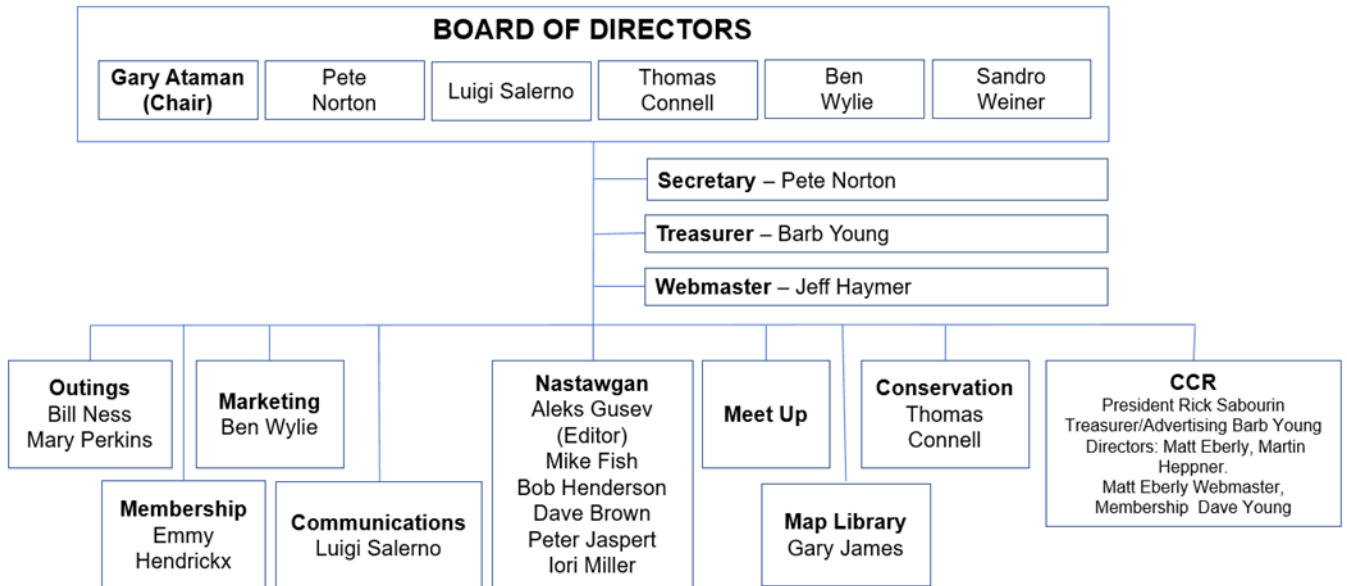 BOARD OF DIRECTORS
Gary Ataman
(Chair)
Pete
Norton
Luigi Salerno
Thomas
Connell
Ben
Wylie
Sandro
Weiner
Secretary – Pete Norton
Treasurer – Barb Young
Webmaster – Jeff Haymer
Outings
Bill Ness
Mary Perkins
Membership
Emmy
Hendrickx
Marketing
Ben Wylie
Communications
Luigi Salerno
Nastawgan
Aleks Gusev
(Editor)
Mike Fish
Bob Henderson
Dave Brown
Peter Jaspert
Iori Miller
Meet Up
Map Library
Gary James
Conservation
Thomas
Connell
CCR
President Rick Sabourin
Treasurer/Advertising Barb Young
Directors: Matt Eberly, Martin
Heppner.
Matt Eberly Webmaster,
Membership Dave Young